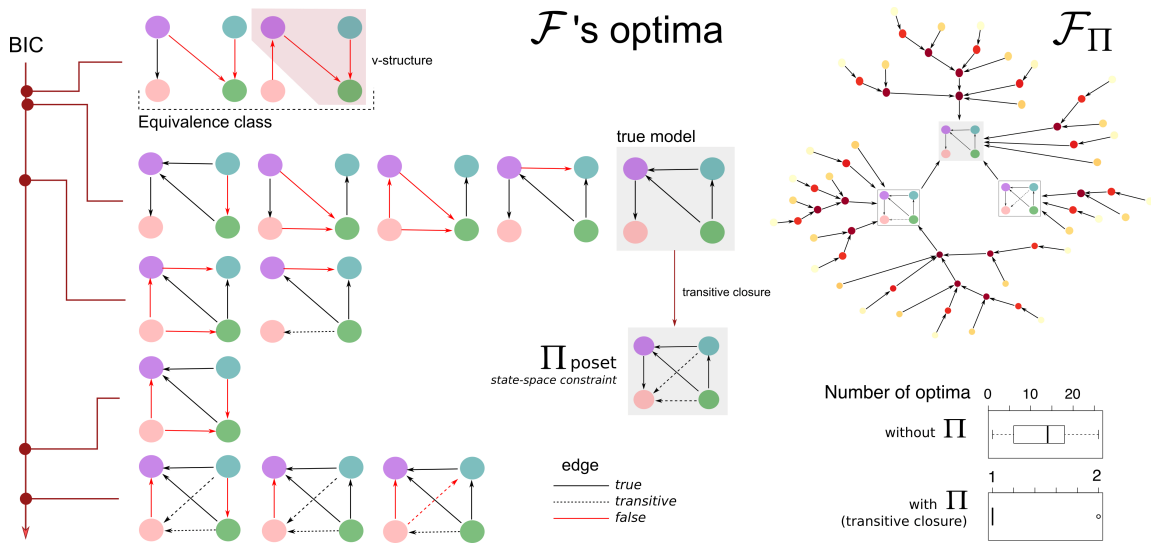 BIC
v-structure
Equivalence class
ℱ 's optima
ℱΠ
true model
transitive closure
Π poset
state-space constraint
edge
true
transitive
false
Number of optima
0 10 20
without Π
1 2
with Π
(transitive closure)